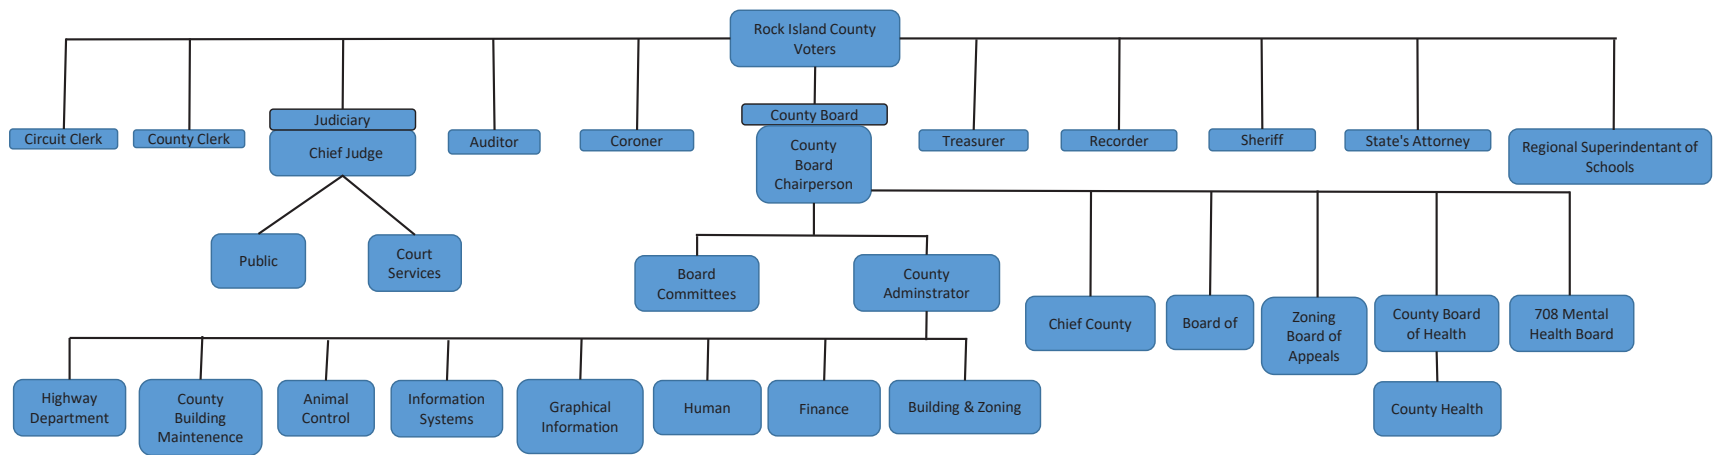 Rock Island County
Voters
Circuit Clerk
County Clerk
Judiciary
Chief Judge
Auditor
Coroner
County Board
County
Board
Chairperson
Treasurer
Recorder
Sheriff
State's Attorney
Regional Superindentant of
Schools
Public
Court
Services
Board
Committees
County
Adminstrator
Chief County
Board of
Zoning
Board of
Appeals
County Board
of Health
708 Mental
Health Board
Highway
Department
County
Building
Maintenence
Animal
Control
Information
Systems
Graphical
Information
Human
Finance
Building & Zoning
County Health